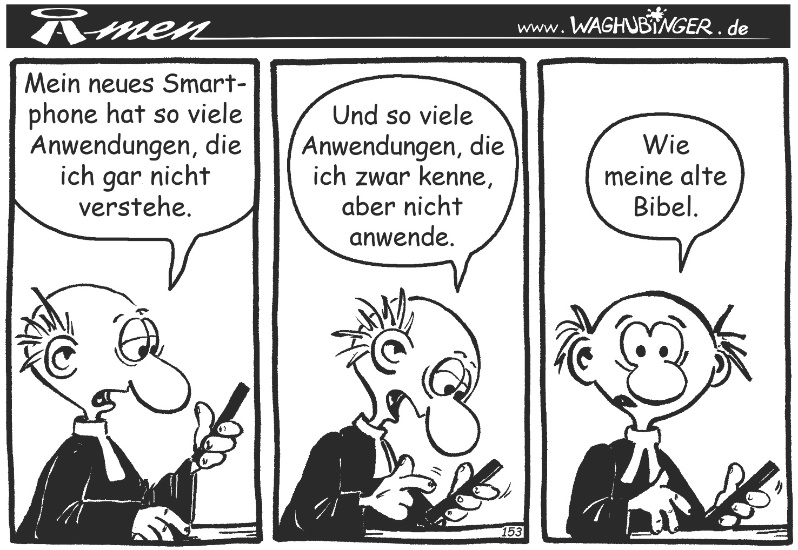 A-men
www.WAGHUBINGER.de
Mein neues Smart-
phone hat so viele
Anwendungen, die
ich gar nicht
verstehe.
Und so viele
Anwendungen, die
ich zwar kenne,
aber nicht
anwende.
153
Wie
meine alte
Bibel.